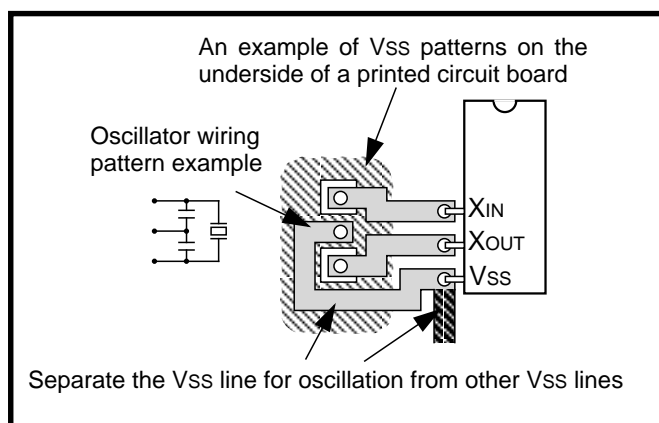 An example of VSS patterns on the
underside of a printed circuit board
Oscillator wiring
pattern example
XIN
XOUT
VSS
Separate the VSS line for oscillation from other VSS lines